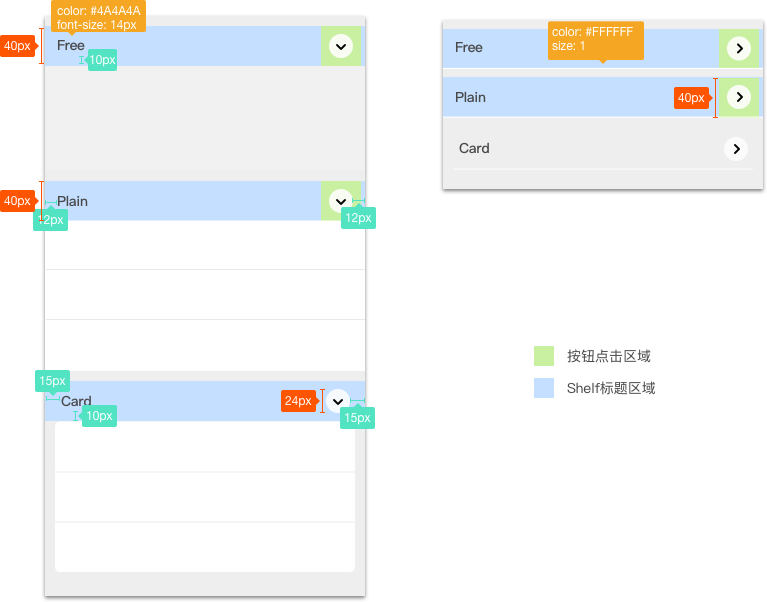 color: #4A4A4A
font-size: 14px
40px
Free
10px
40px
Plain
12px
12px
15px
Card
24px
10px
15px
color: #FFFFFF
size: 1
Free
Plain
40px
Card
按钮点击区域
Shelf标题区域